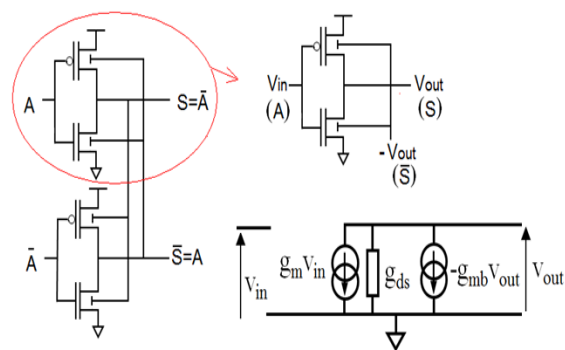 A
S=Ā
Ā
S̄=A
Vin
(A)
Vout
(S)
-Vout
(S̄)
Vin
gmVin
gds
-gmbVout
Vout